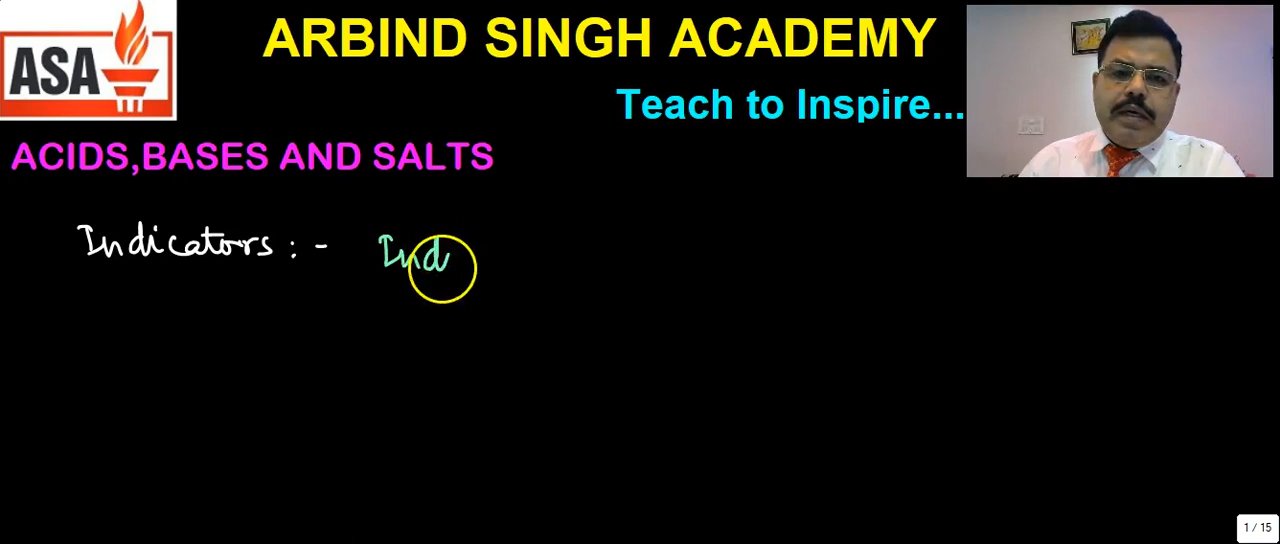 ASA
ARBIND SINGH ACADEMY
Teach to Inspire...
ACIDS,BASES AND SALTS
Indicators : - Ind
1 / 15